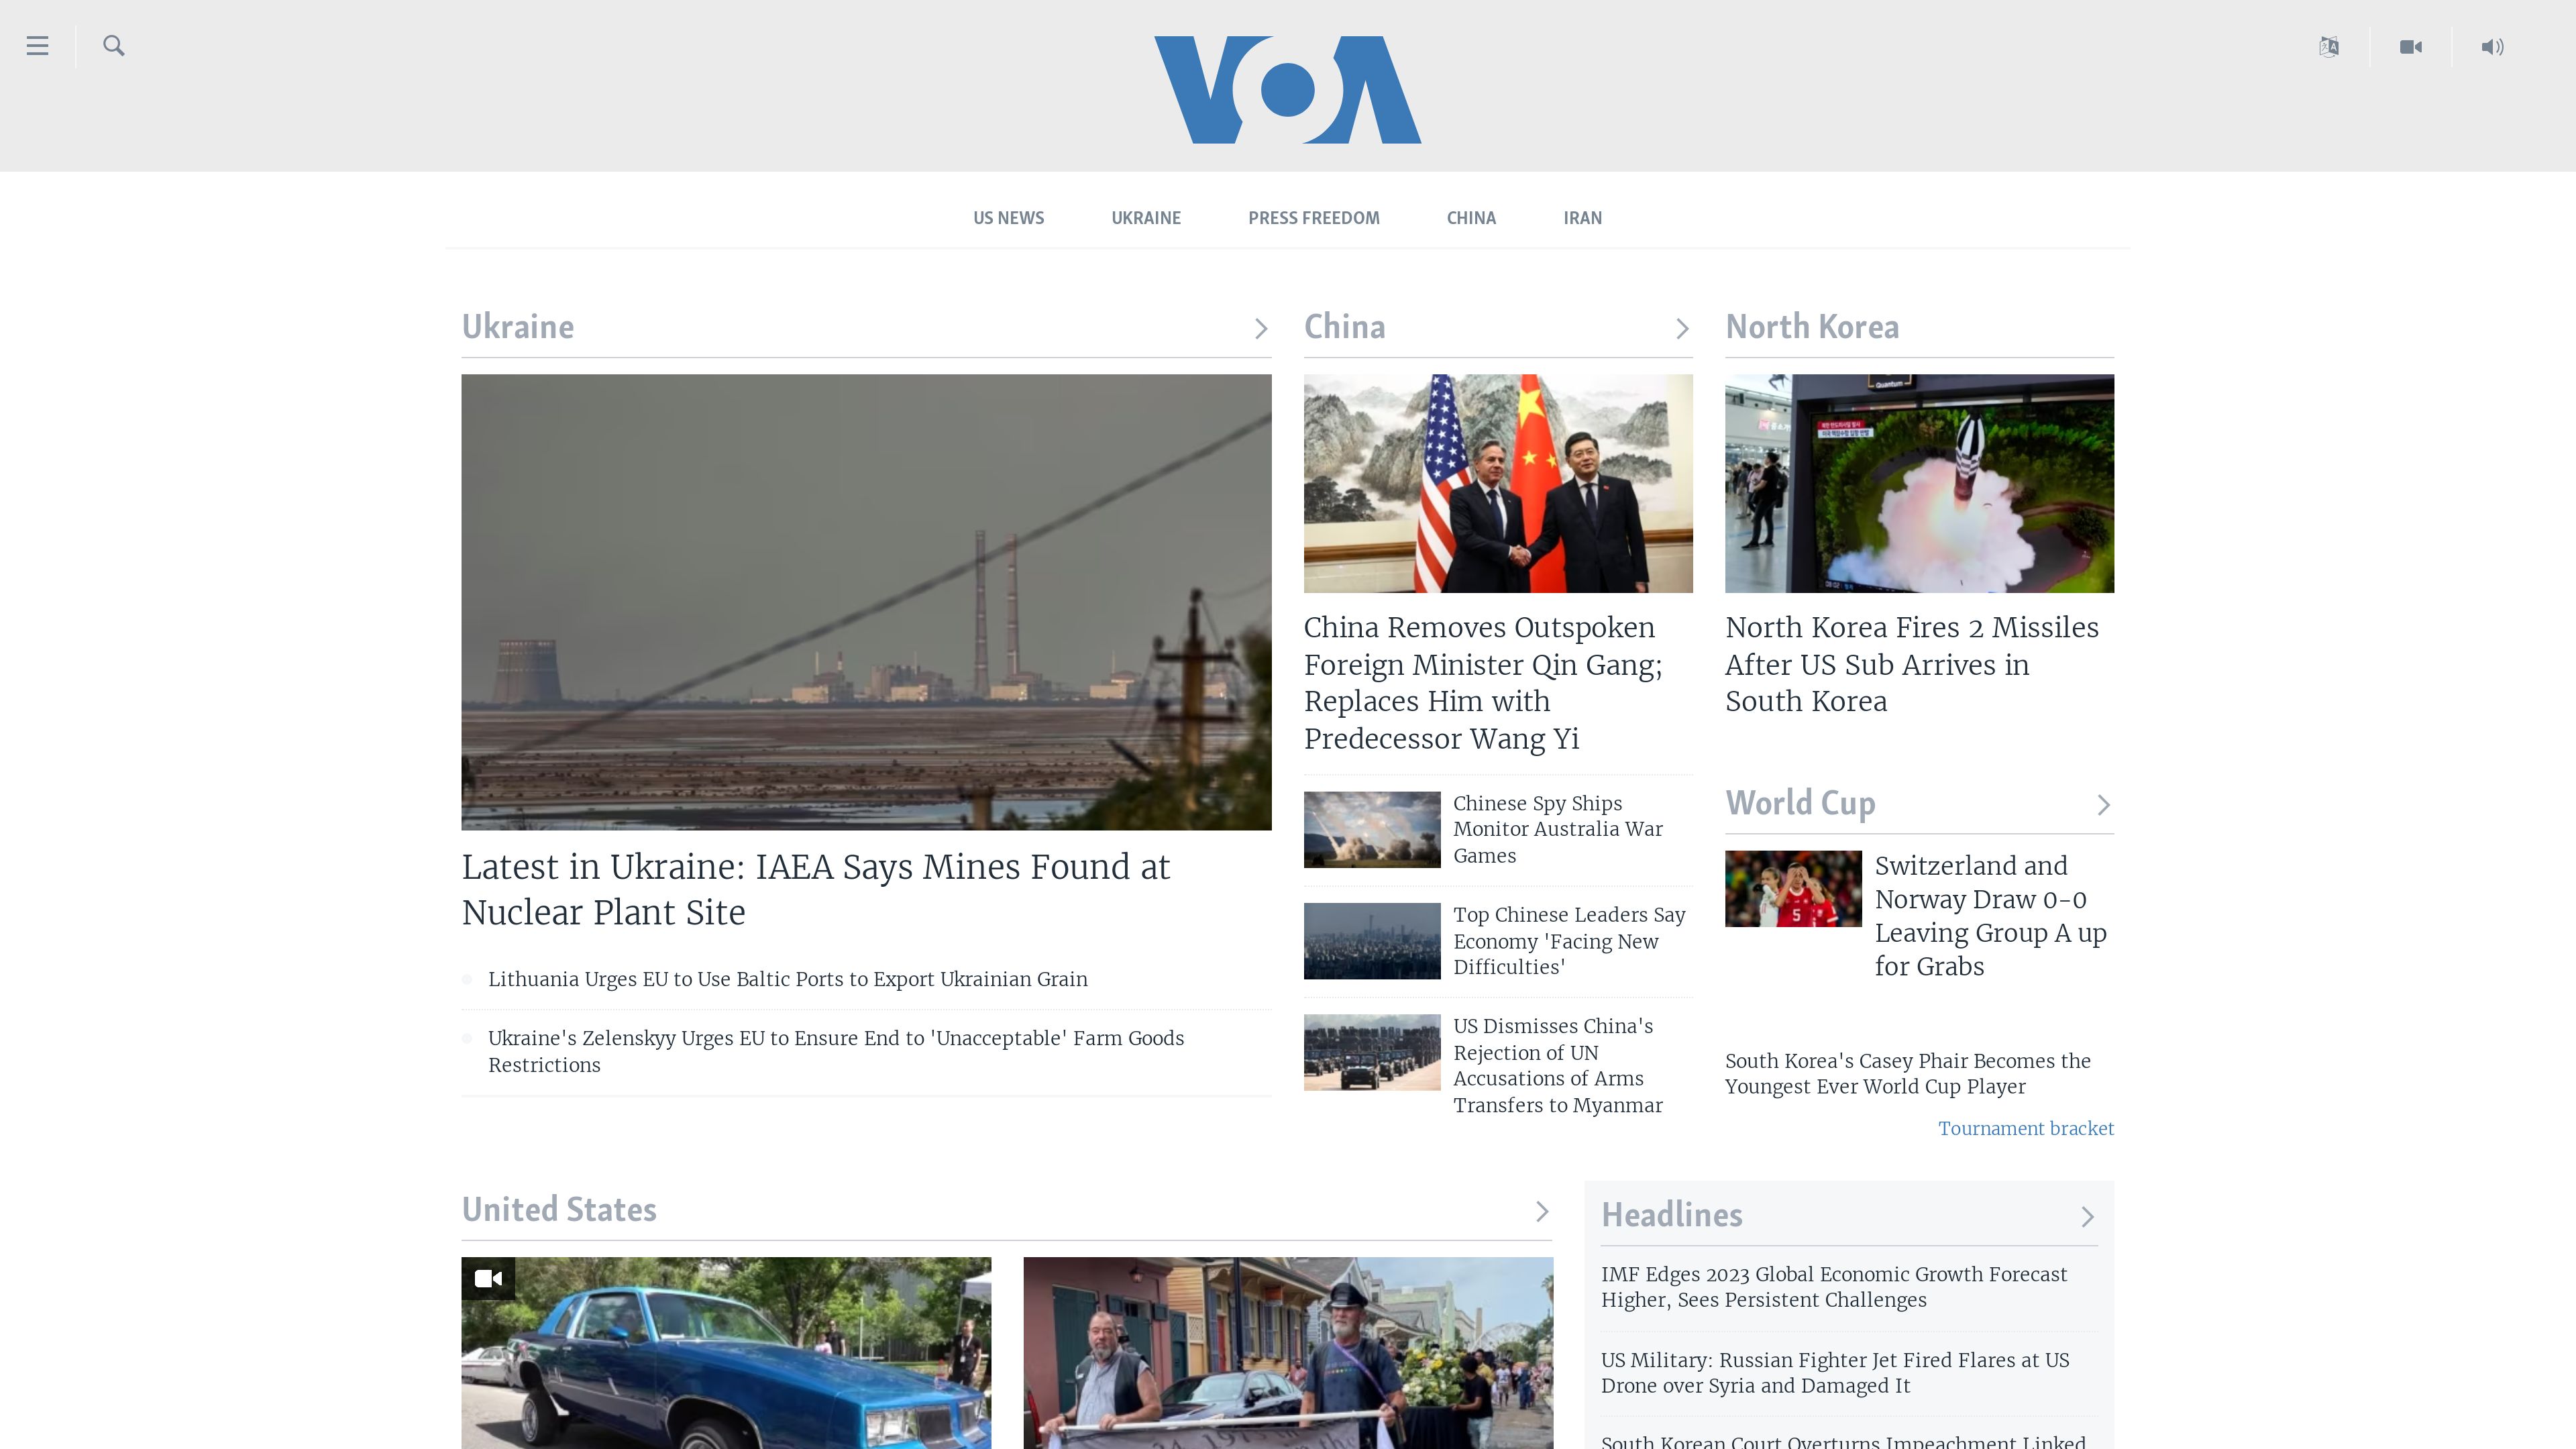 VOA
US NEWS
UKRAINE
PRESS FREEDOM
CHINA
IRAN
Ukraine
Latest in Ukraine: IAEA Says Mines Found at
Nuclear Plant Site
Lithuania Urges EU to Use Baltic Ports to Export Ukrainian Grain
Ukraine's Zelenskyy Urges EU to Ensure End to 'Unacceptable' Farm Goods
Restrictions
China
China Removes Outspoken
Foreign Minister Qin Gang;
Replaces Him with
Predecessor Wang Yi
Chinese Spy Ships
Monitor Australia War
Games
Top Chinese Leaders Say
Economy 'Facing New
Difficulties'
US Dismisses China's
Rejection of UN
Accusations of Arms
Transfers to Myanmar
North Korea
Quantum
North Korea Fires 2 Missiles
After US Sub Arrives in
South Korea
World Cup
5
Switzerland and
Norway Draw 0-0
Leaving Group A up
for Grabs
South Korea's Casey Phair Becomes the
Youngest Ever World Cup Player
Tournament bracket
United States
Headlines
IMF Edges 2023 Global Economic Growth Forecast
Higher, Sees Persistent Challenges
US Military: Russian Fighter Jet Fired Flares at US
Drone over Syria and Damaged It
South Korean Court Overturns Impeachment Linked